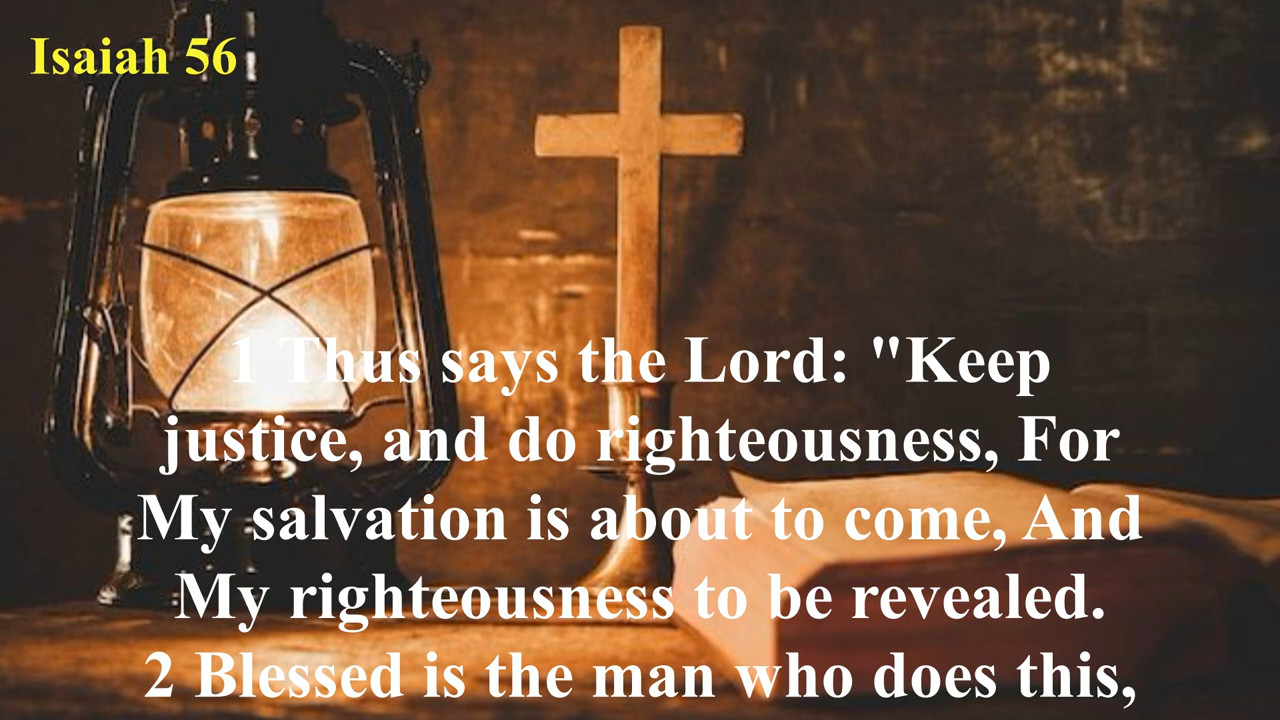 Isaiah 56
1 Thus says the Lord: "Keep
justice, and do righteousness, For
My salvation is about to come, And
My righteousness to be revealed.
2 Blessed is the man who does this,